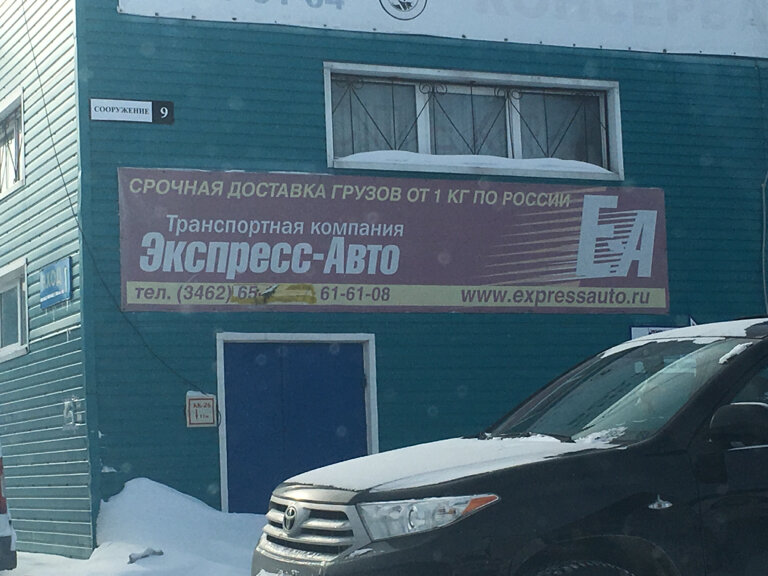 СООРУЖЕНИЕ 9
СРОЧНАЯ ДОСТАВКА ГРУЗОВ ОТ 1 КГ ПО РОССИИ
Транспортная компания
Экспресс-Авто
ЕА
тел. (3462) 65 61-61-08
www.expressauto.ru